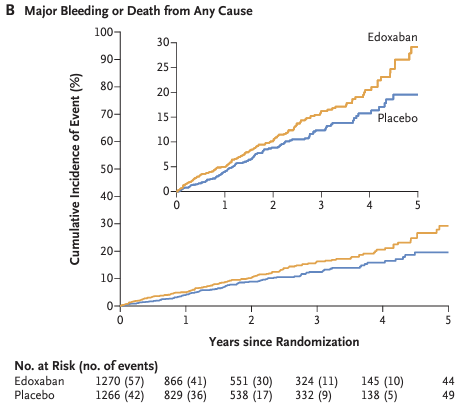 B Major Bleeding or Death from Any Cause
Cumulative Incidence of Event (%)
100
90
80
70
60
50
40
30
20
10
0
30
25
20
15
10
5
0
0 1 2 3 4 5
Edoxaban
Placebo
0 1 2 3 4 5
Years since Randomization
No. at Risk (no. of events)
Edoxaban 1270 (57) 866 (41) 551 (30) 324 (11) 145 (10) 44
Placebo 1266 (42) 829 (36) 538 (17) 332 (9) 138 (5) 49